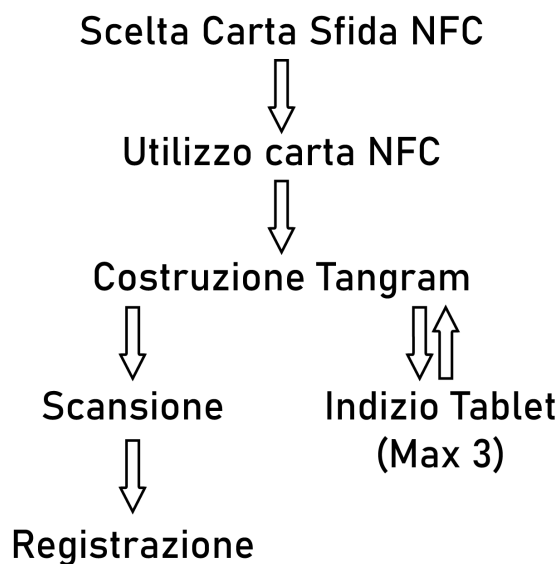 Scelta Carta Sfida NFC
Utilizzo carta NFC
Costruzione Tangram
Scansione
Indizio Tablet
(Max 3)
Registrazione